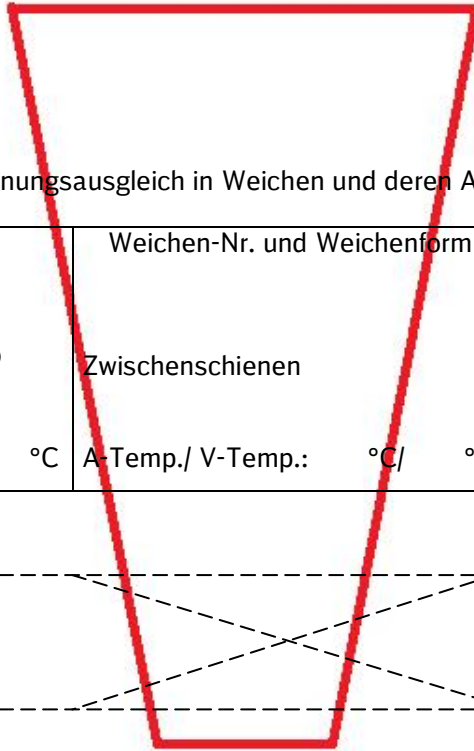 nungsausgleich in Weichen und deren A
Weichen-Nr. und Weichenform
Zwischenschienen
°C A-Temp./ V-Temp.: °C/ °